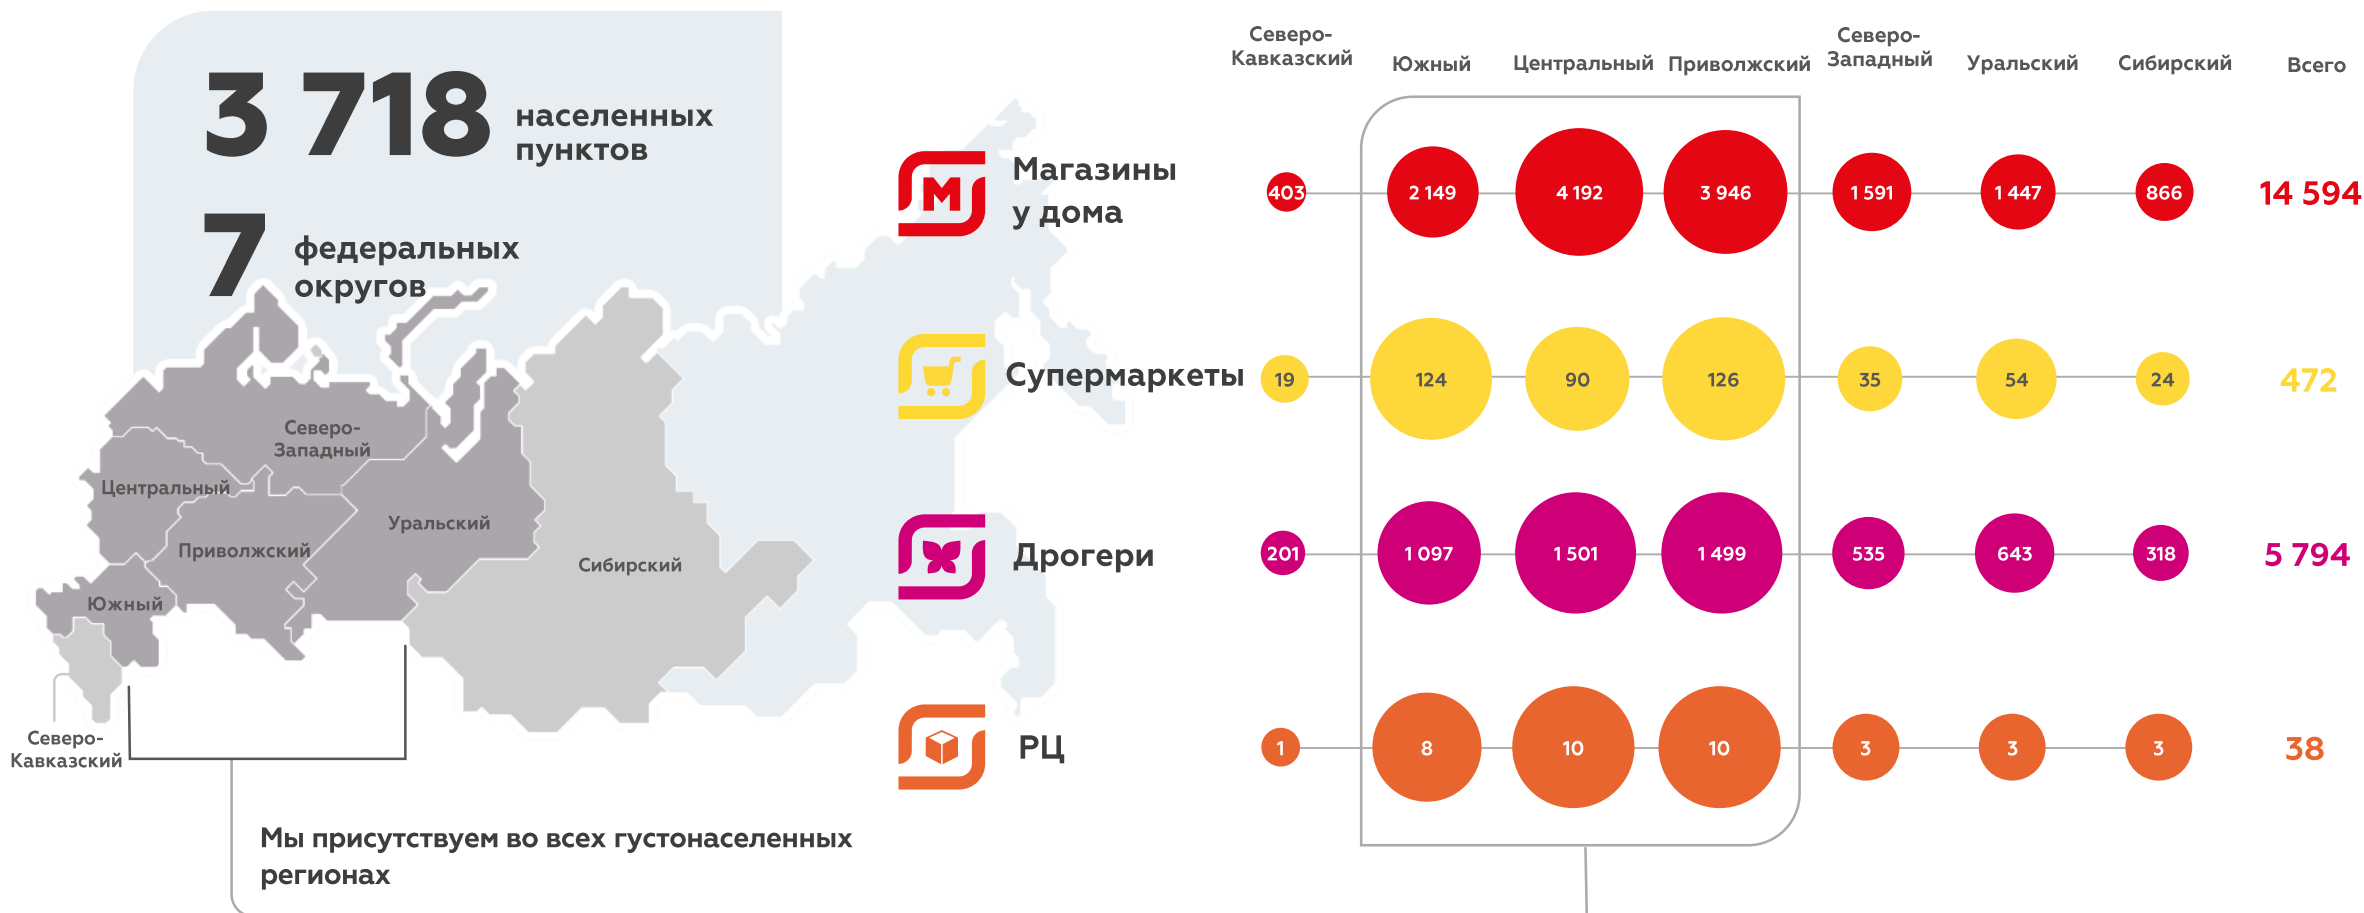 3 718 населенных
пунктов
7 федеральных
округов
Северо-
Западный
Центральный
Уральский
Приволжский
Сибирский
Южный
Северо-
Кавказский
Мы присутствуем во всех густонаселенных
регионах
Северо-
Кавказский
Южный
Центральный
Приволжский
Северо-
Западный
Уральский
Сибирский
Всего
М
Магазины
у дома
403 2 149 4 192 3 946 1 591 1 447 866 14 594
Супермаркеты
19 124 90 126 35 54 24 472
Дрогери
201 1 097 1 501 1 499 535 643 318 5 794
РЦ
1 8 10 10 3 3 3 38